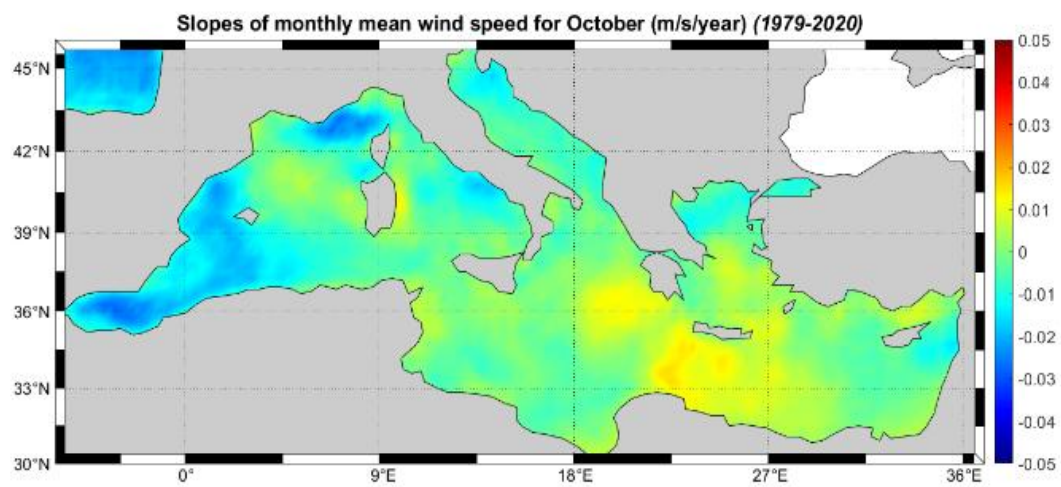 Slopes of monthly mean wind speed for October (m/s/year) (1979-2020)
45°N
42°N
39°N
36°N
33°N
30°N
0°
9°E
18°E
27°E
36°E
0.05
0.04
0.03
0.02
0.01
0
-0.01
-0.02
-0.03
-0.04
-0.05